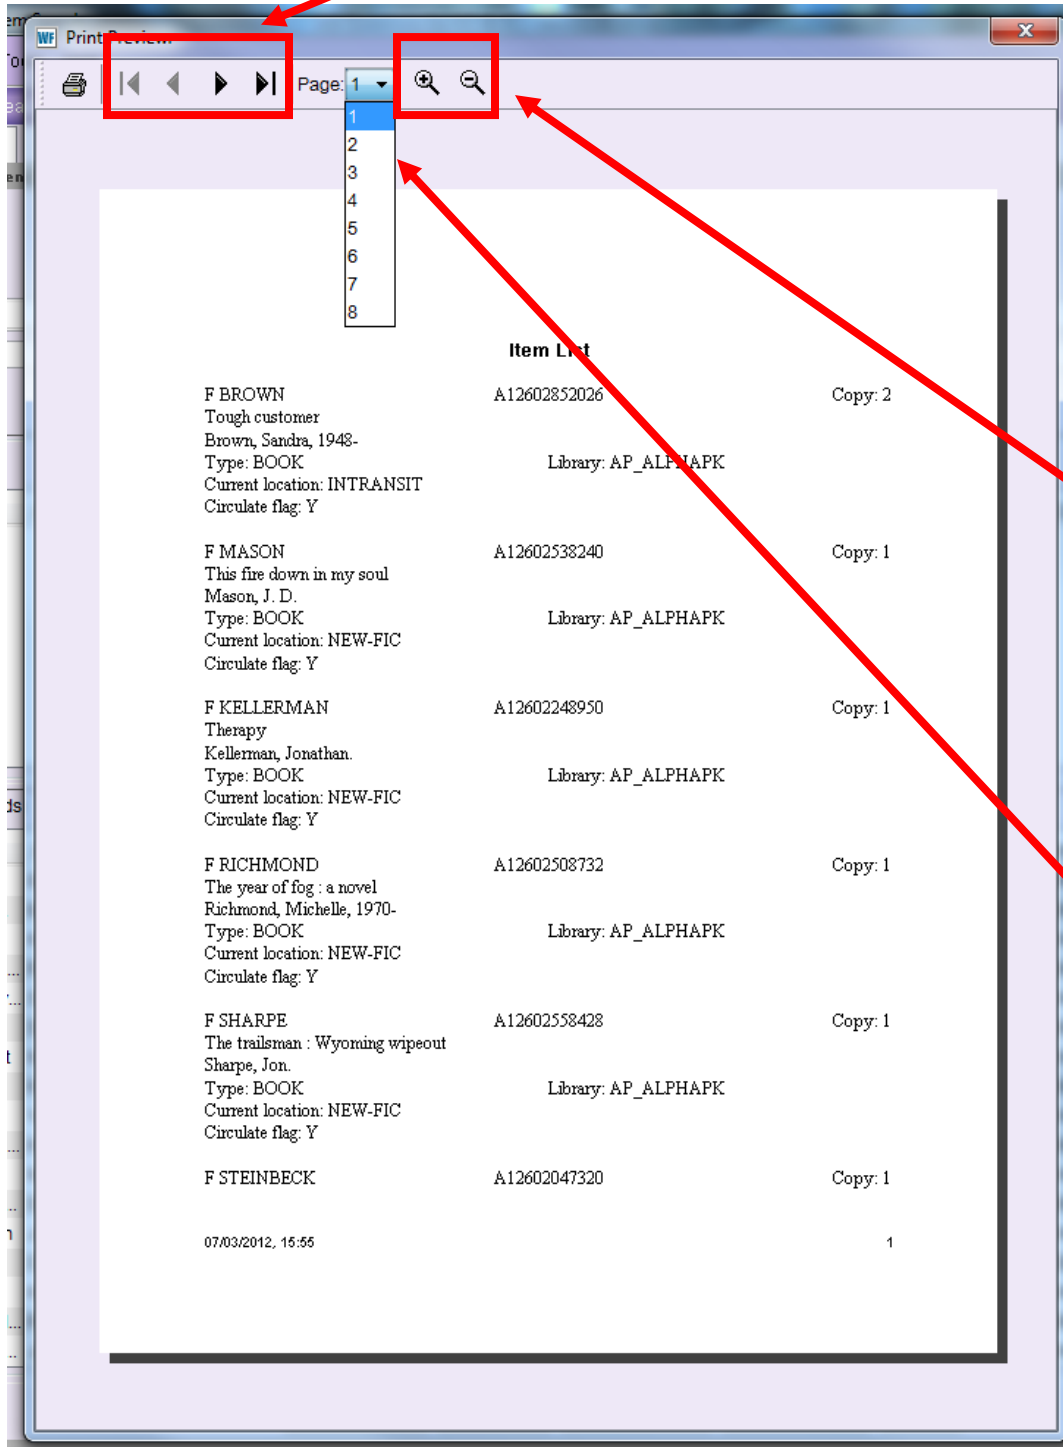 WF Print Preview.
Page: 1
1
2
3
4
5
6
7
8
Item List
F BROWN A12602852026 Copy: 2
Tough customer
Brown, Sandra, 1948-
Type: BOOK Library: AP_ALPHAPK
Current location: INTRANSIT
Circulate flag: Y
F MASON A12602538240 Copy: 1
This fire down in my soul
Mason, J. D.
Type: BOOK Library: AP_ALPHAPK
Current location: NEW-FIC
Circulate flag: Y
F KELLERMAN A12602248950 Copy: 1
Therapy
Kellerman, Jonathan.
Type: BOOK Library: AP_ALPHAPK
Current location: NEW-FIC
Circulate flag: Y
F RICHMOND A12602508732 Copy: 1
The year of fog : a novel
Richmond, Michelle, 1970-
Type: BOOK Library: AP_ALPHAPK
Current location: NEW-FIC
Circulate flag: Y
F SHARPE A12602558428 Copy: 1
The trailsman : Wyoming wipeout
Sharpe, Jon.
Type: BOOK Library: AP_ALPHAPK
Current location: NEW-FIC
Circulate flag: Y
F STEINBECK A12602047320 Copy: 1
07/03/2012, 15:55 1